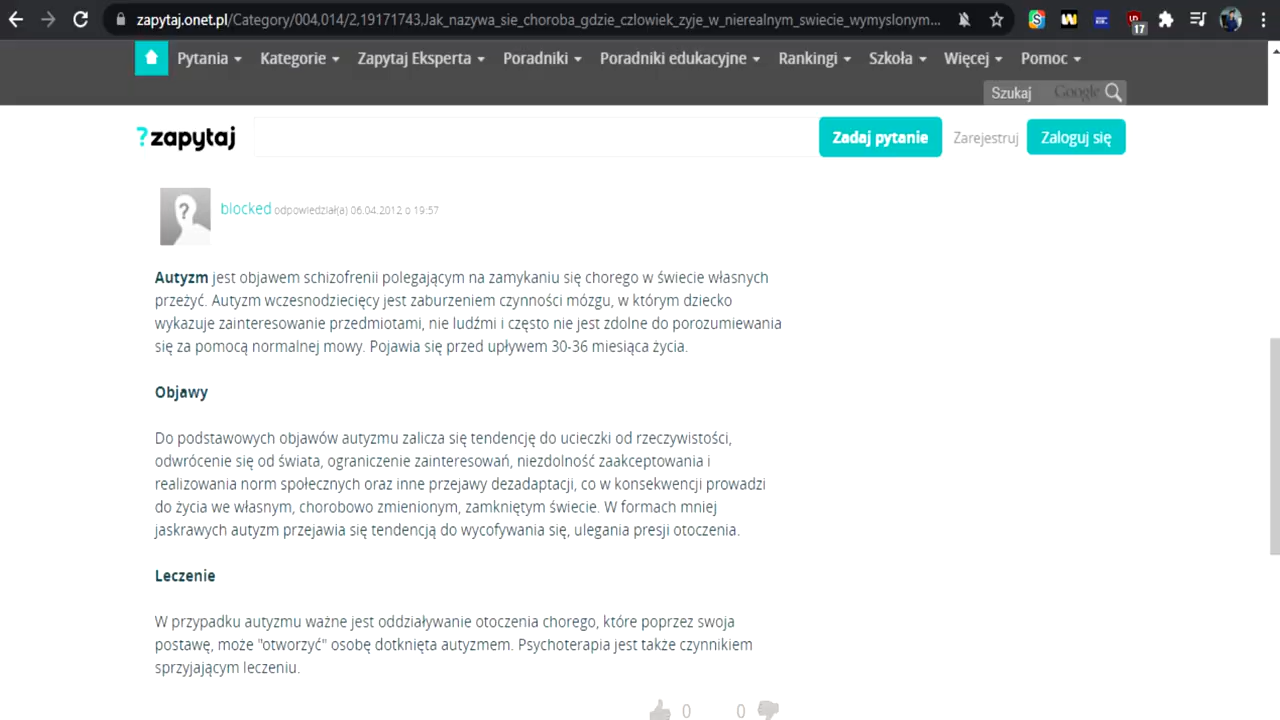 zapytaj.onet.pl/Category/004.014/2,19171743,Jak_nazywa_sie_choroba_gdzie_czlowiek_zyje_w_nierealnym_swiecie_wymyslonym...
17
Pytania Kategorie Zapytaj Eksperta Poradniki Poradniki edukacyjne Rankingi Szkoła Więcej Pomoc
Szukaj Google
?zapytaj Zadaj pytanie Zarejestruj Zaloguj się
blocked odpowiedział(a) 06.04.2012 o 19:57
Autyzm jest objawem schizofrenii polegającym na zamykaniu się chorego w świecie własnych
przeżyć. Autyzm wczesnodziecięcy jest zaburzeniem czynności mózgu, w którym dziecko
wykazuje zainteresowanie przedmiotami, nie ludźmi i często nie jest zdolne do porozumiewania
się za pomocą normalnej mowy. Pojawia się przed upływem 30-36 miesiąca życia.
Objawy
Do podstawowych objawów autyzmu zalicza się tendencję do ucieczki od rzeczywistości,
odwrócenie się od świata, ograniczenie zainteresowań, niezdolność zaakceptowania i
realizowania norm społecznych oraz inne przejawy dezadaptacji, co w konsekwencji prowadzi
do życia we własnym, chorobowo zmienionym, zamkniętym świecie. W formach mniej
jaskrawych autyzm przejawia się tendencją do wycofywania się, ulegania presji otoczenia.
Leczenie
W przypadku autyzmu ważne jest oddziaływanie otoczenia chorego, które poprzez swoja
postawę, może "otworzyć" osobę dotknięta autyzmem. Psychoterapia jest także czynnikiem
sprzyjającym leczeniu.
0 0